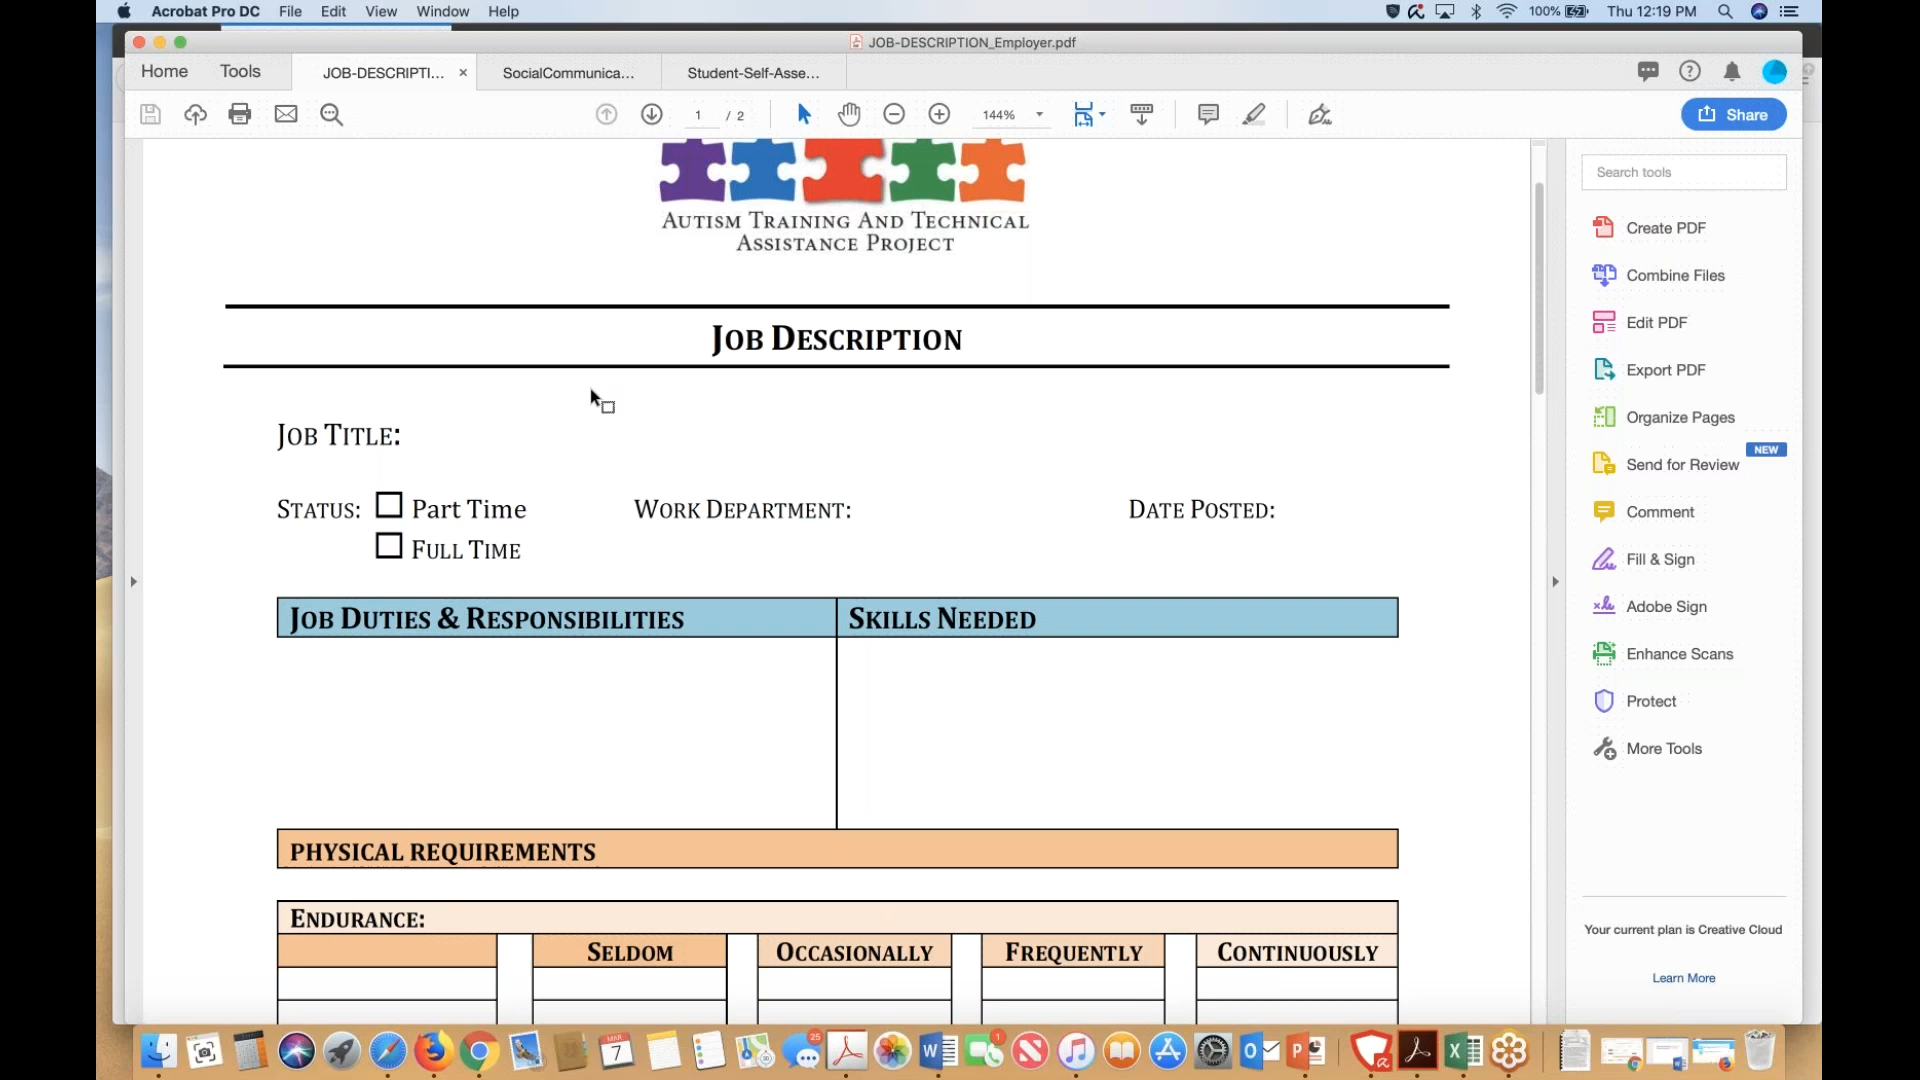 Acrobat Pro DC File Edit View Window Help
100% Thu 12:19 PM
JOB-DESCRIPTION_Employer.pdf
Home Tools JOB-DESCRIPTI... × SocialCommunica... Student-Self-Asse...
1 / 2 144% Share
AUTISM TRAINING AND TECHNICAL
ASSISTANCE PROJECT
JOB DESCRIPTION
JOB TITLE:
STATUS: Part Time WORK DEPARTMENT: DATE POSTED:
FULL TIME
JOB DUTIES & RESPONSIBILITIES SKILLS NEEDED
PHYSICAL REQUIREMENTS
ENDURANCE:
SELDOM OCCASIONALLY FREQUENTLY CONTINUOUSLY
Search tools
Create PDF
Combine Files
Edit PDF
Export PDF
Organize Pages
NEW
Send for Review
Comment
Fill & Sign
Adobe Sign
Enhance Scans
Protect
More Tools
Your current plan is Creative Cloud
Learn More
MAR
7
25
1